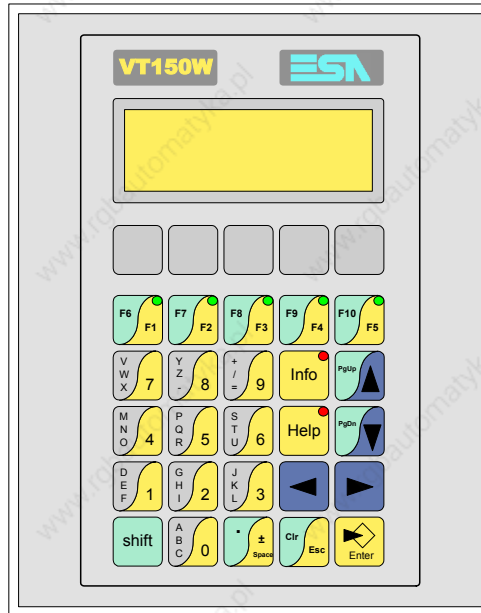 VT150W ESA
www.rgbautomatyka.pl
F6 F1 F7 F2 F8 F3 F9 F4 F10 F5
V W X 7 Y Z - 8 + / = 9 Info PgUp
M N O 4 P Q R 5 S T U 6 Help PgDn
D E F 1 G H I 2 J K L 3
shift A B C 0 . ± Space Clr Esc Enter